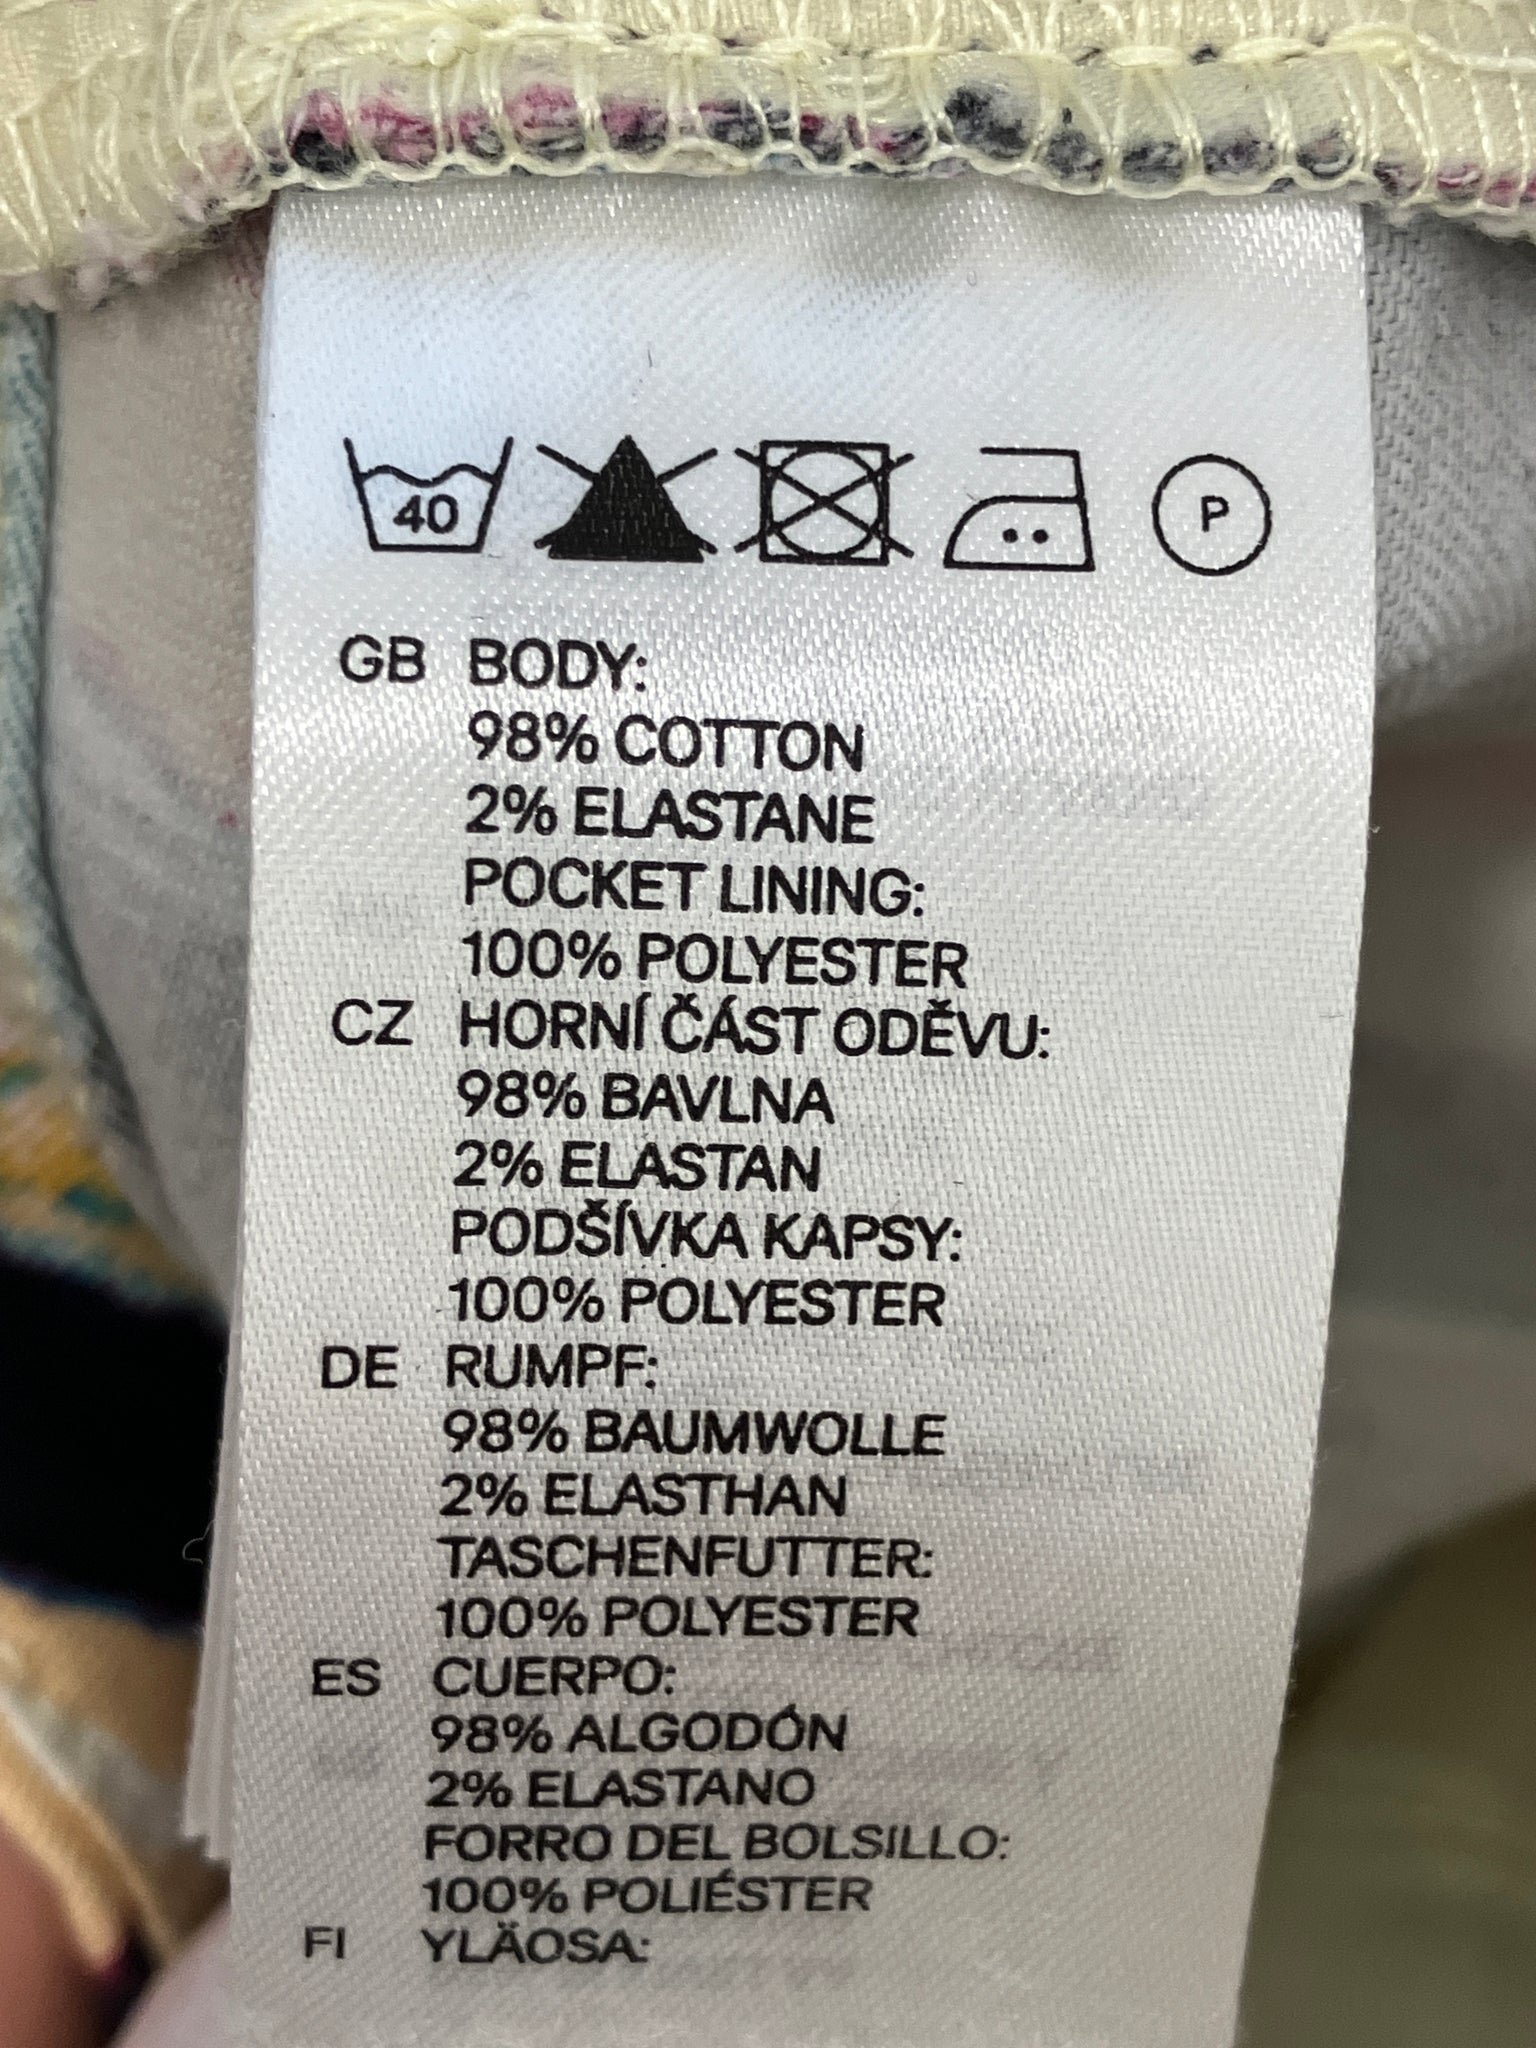 40
P
GB BODY:
98% COTTON
2% ELASTANE
POCKET LINING:
100% POLYESTER
CZ HORNÍ ČÁST ODĚVU:
98% BAVLNA
2% ELASTAN
PODŠÍVKA KAPSY:
100% POLYESTER
DE RUMPF:
98% BAUMWOLLE
2% ELASTHAN
TASCHENFUTTER:
100% POLYESTER
ES CUERPO:
98% ALGODÓN
2% ELASTANO
FORRO DEL BOLSILLO:
100% POLIÉSTER
FI YLÄOSA: